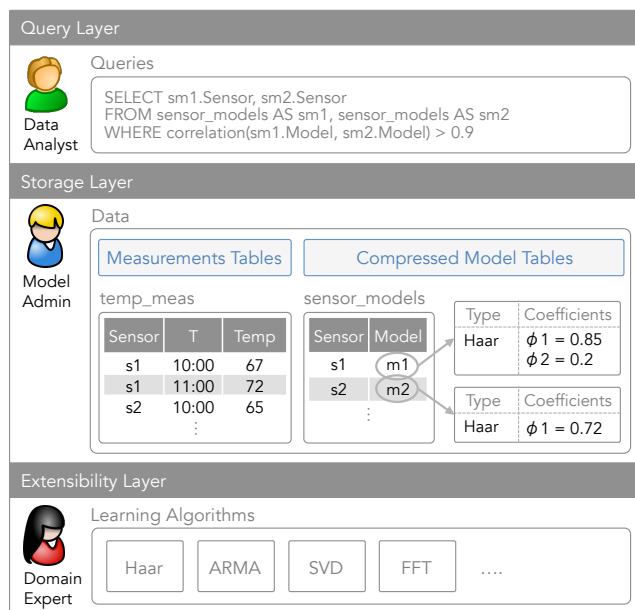 Query Layer
Queries
Data
Analyst
SELECT sm1.Sensor, sm2.Sensor
FROM sensor_models AS sm1, sensor_models AS sm2
WHERE correlation(sm1.Model, sm2.Model) > 0.9
Storage Layer
Model
Admin
Data
Measurements Tables
Compressed Model Tables
temp_meas
Sensor T Temp
s1 10:00 67
s1 11:00 72
s2 10:00 65
⋮
sensor_models
Sensor Model
s1 m1
s2 m2
⋮
Type Coefficients
Haar ϕ1 = 0.85
ϕ2 = 0.2
Type Coefficients
Haar ϕ1 = 0.72
Extensibility Layer
Domain
Expert
Learning Algorithms
Haar ARMA SVD FFT ....